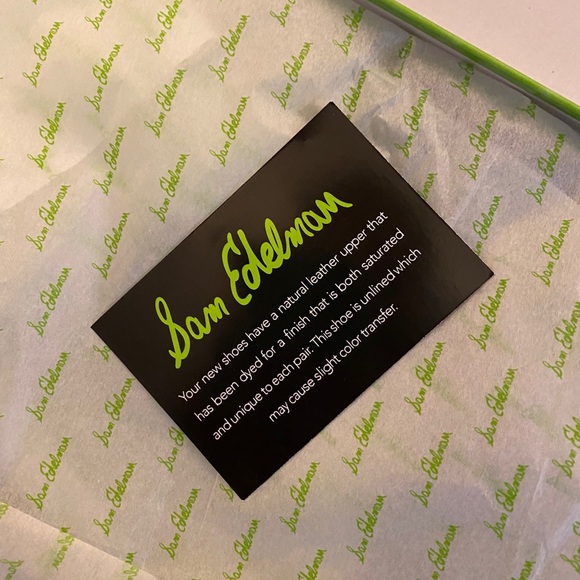 Sam Edelman
Your new shoes have a natural leather upper that
has been dyed for a finish that is both saturated
and unique to each pair. This shoe is unlined which
may cause slight color transfer.